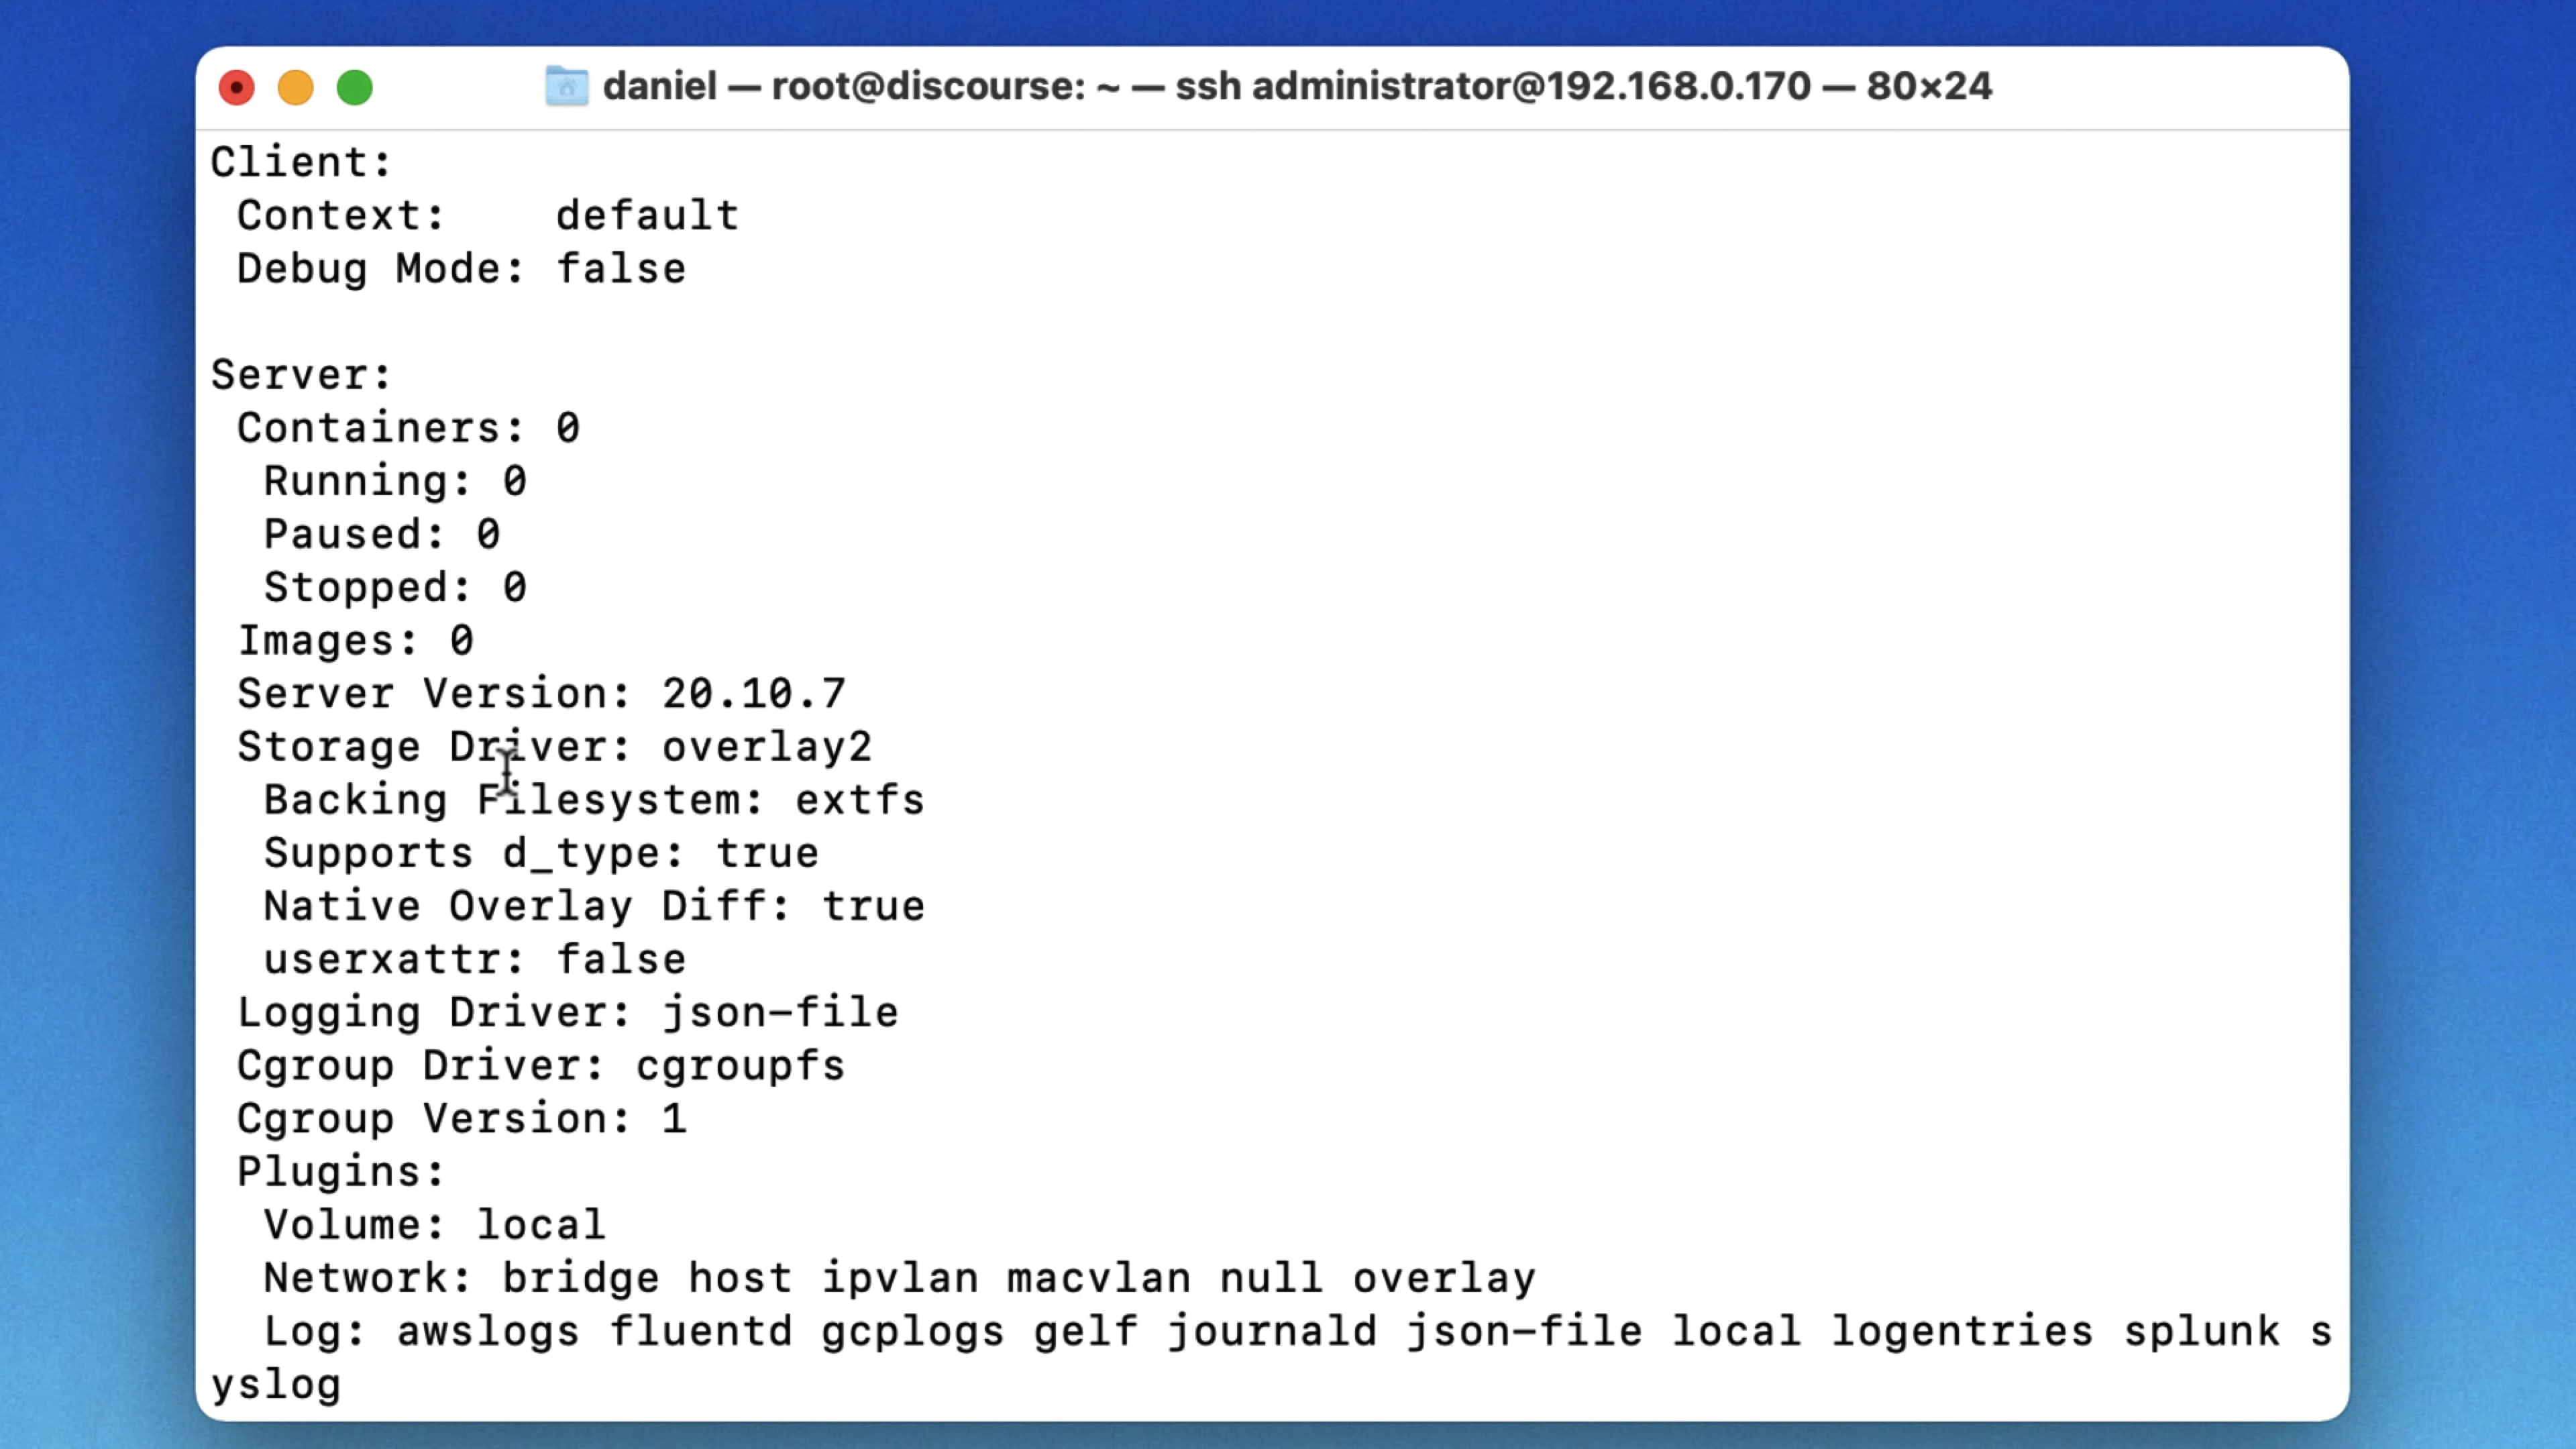 daniel — root@discourse: ~ — ssh administrator@192.168.0.170 — 80×24
Client:
 Context:    default
 Debug Mode: false

Server:
 Containers: 0
  Running: 0
  Paused: 0
  Stopped: 0
 Images: 0
 Server Version: 20.10.7
 Storage Driver: overlay2
  Backing Filesystem: extfs
  Supports d_type: true
  Native Overlay Diff: true
  userxattr: false
 Logging Driver: json-file
 Cgroup Driver: cgroupfs
 Cgroup Version: 1
 Plugins:
  Volume: local
  Network: bridge host ipvlan macvlan null overlay
  Log: awslogs fluentd gcplogs gelf journald json-file local logentries splunk s
yslog